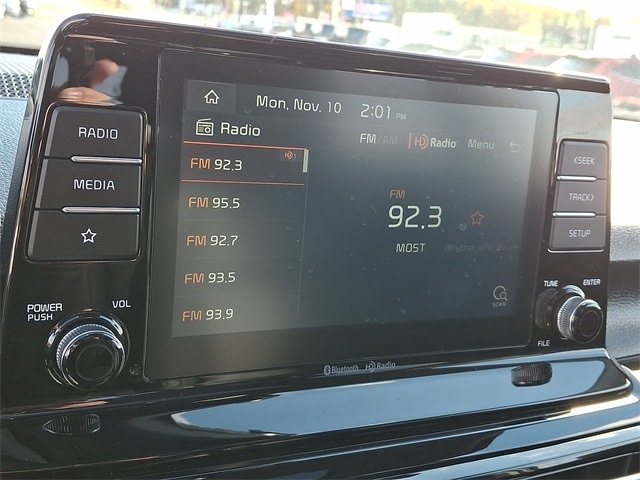 Mon, Nov. 10 2:01 PM
Radio
FM/AM HD Radio Menu
FM 92.3
FM 95.5
FM 92.7
FM 93.5
FM 93.9
FM
92.3
MOST
SCAN
RADIO
MEDIA
POWER
PUSH
VOL
<SEEK
TRACK>
SETUP
TUNE
ENTER
FILE
Bluetooth HD Radio